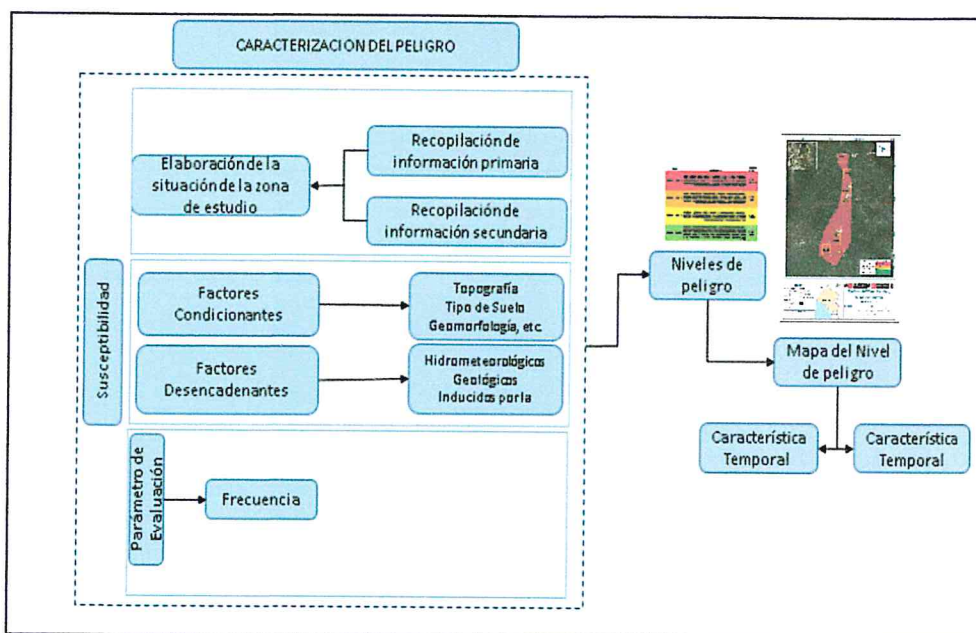 CARACTERIZACION DEL PELIGRO
Elaboración de la
situación de la zona
de estudio
Recopilación de
información primaria
Recopilación de
información secundaria
Susceptibilidad
Factores
Condicionantes
Topografía
Tipo de Suelo
Geomorfología, etc.
Factores
Desencadenantes
Hidrometeorológicos
Geológicos
Inducidos por la
Parámetro de
Evaluación
Frecuencia
Niveles de
peligro
Mapa del Nivel
de peligro
Característica
Temporal
Característica
Temporal